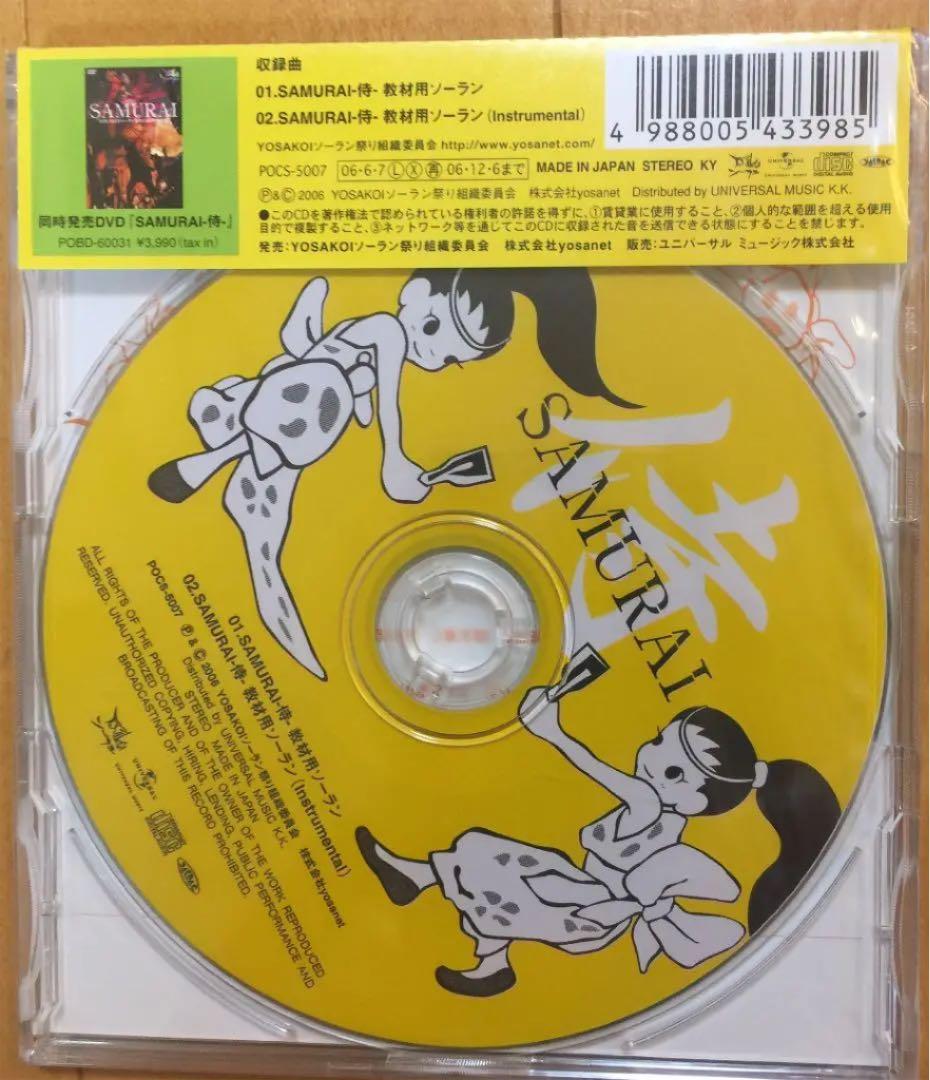 収録曲
01.SAMURAI-侍- 教材用ソーラン
02.SAMURAI-侍- 教材用ソーラン(Instrumental)
YOSAKOIソーラン祭り組織委員会 http://www.yosanet.com/
POCS-5007 06-6-7 Ⓛ Ⓧ 再 06・12・6まで MADE IN JAPAN STEREO KY
Ⓟ&© 2006 YOSAKOIソーラン祭り組織委員会 株式会社yosanet Distributed by UNIVERSAL MUSIC K.K.
●このCDを著作権法で認められている権利者の許諾を得ずに、①賃貸業に使用すること、②個人的な範囲を超える使用
目的で複製すること、③ネットワーク等を通じてこのCDに収録された音を送信できる状態にすることを禁じます。
発売:YOSAKOIソーラン祭り組織委員会 株式会社yosanet 販売:ユニバーサル ミュージック株式会社
4 988005 433985
UNIVERSAL
COMPACT
disc
DIGITAL AUDIO
SAMURAI
同時発売DVD『SAMURAI-侍-』
POBD-60031 ¥3,990(tax in)
侍
SAMURAI
01.SAMURAI-侍- 教材用ソーラン
02.SAMURAI-侍- 教材用ソーラン(Instrumental)
POCS-5007 Ⓟ & © 2006 YOSAKOIソーラン祭り組織委員会 株式会社yosanet
Distributed by UNIVERSAL MUSIC K.K.
STEREO MADE IN JAPAN
ALL RIGHTS OF THE PRODUCER AND OF THE OWNER OF THE WORK REPRODUCED
RESERVED. UNAUTHORIZED COPYING, HIRING, LENDING, PUBLIC PERFORMANCE AND
BROADCASTING OF THIS RECORD PROHIBITED.
UNIVERSAL
disc